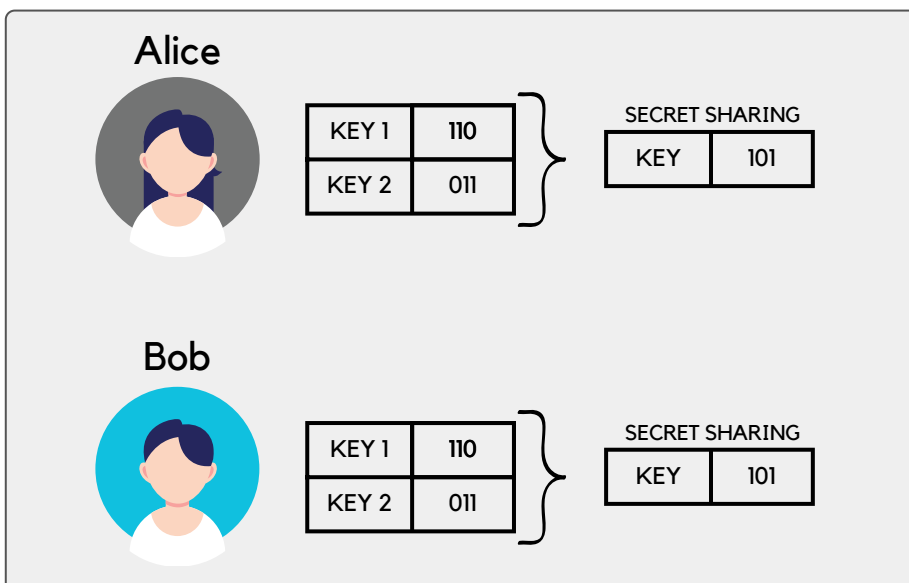 Alice
SECRET SHARING
KEY 1 110
KEY 101
KEY 2 011
Bob
SECRET SHARING
KEY 1 110
KEY 101
KEY 2 011